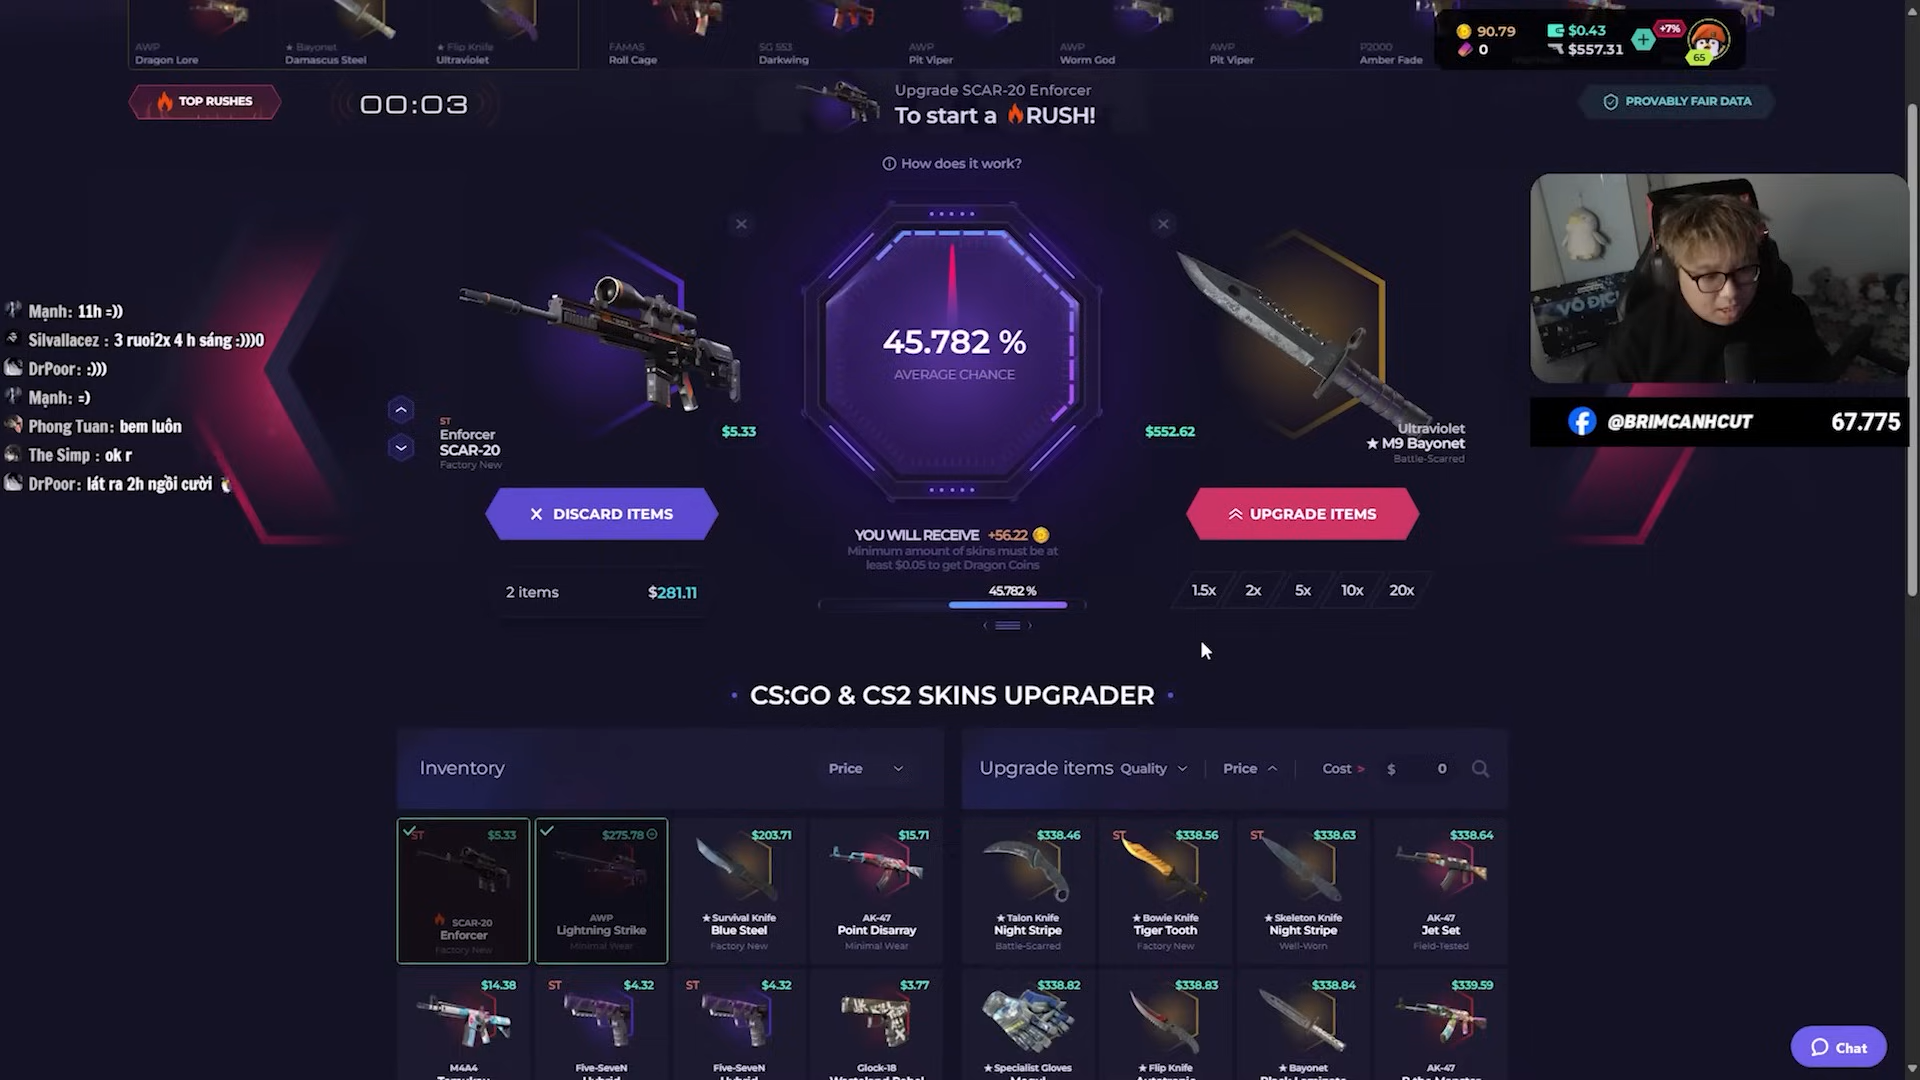 AWP
Dragon Lore
★ Bayonet
Damascus Steel
★ Flip Knife
Ultraviolet
FAMAS
Roll Cage
SG 553
Darkwing
AWP
Pit Viper
AWP
Worm God
AWP
Pit Viper
P2000
Amber Fade
90.79
0
$0.43
$557.31
+7%
65
TOP RUSHES
00:03
Upgrade SCAR-20 Enforcer
To start a RUSH!
PROVABLY FAIR DATA
How does it work?
45.782 %
AVERAGE CHANCE
Mạnh: 11h =))
Silvallacez : 3 ruoi2x 4 h sáng :)))0
DrPoor: :)))
Mạnh: =)
Phong Tuan: bem luôn
The Simp : ok r
DrPoor: lát ra 2h ngồi cười
ST
Enforcer
SCAR-20
Factory New
$5.33
$552.62
Ultraviolet
★ M9 Bayonet
Battle-Scarred
VÔ ĐỊCH
@BRIMCANHCUT
67.775
DISCARD ITEMS
UPGRADE ITEMS
YOU WILL RECEIVE +56.22
Minimum amount of skins must be at
least $0.05 to get Dragon Coins
2 items
$281.11
45.782 %
1.5x
2x
5x
10x
20x
CS:GO & CS2 SKINS UPGRADER
Inventory
Price
Upgrade items
Quality
Price
Cost >
$
0
ST
$5.33
SCAR-20
Enforcer
Factory New
$275.78
AWP
Lightning Strike
Minimal Wear
$203.71
★ Survival Knife
Blue Steel
Factory New
$15.71
AK-47
Point Disarray
Minimal Wear
$338.46
★ Talon Knife
Night Stripe
Battle-Scarred
ST
$338.56
★ Bowie Knife
Tiger Tooth
Factory New
ST
$338.63
★ Skeleton Knife
Night Stripe
Well-Worn
$338.64
AK-47
Jet Set
Field-Tested
$14.38
M4A4
ST
$4.32
Five-SeveN
ST
$4.32
Five-SeveN
$3.77
Glock-18
$338.82
★ Specialist Gloves
$338.83
★ Flip Knife
$338.84
★ Bayonet
$339.59
AK-47
Chat